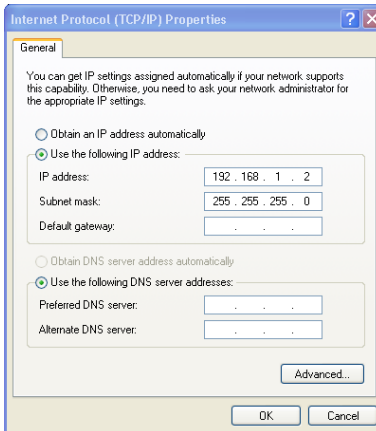 Internet Protocol (TCP/IP) Properties
General
You can get IP settings assigned automatically if your network supports
this capability. Otherwise, you need to ask your network administrator for
the appropriate IP settings.
Obtain an IP address automatically
Use the following IP address:
IP address: 192 . 168 . 1 . 2
Subnet mask: 255 . 255 . 255 . 0
Default gateway: . . .
Obtain DNS server address automatically
Use the following DNS server addresses:
Preferred DNS server: . . .
Alternate DNS server: . . .
Advanced...
OK Cancel